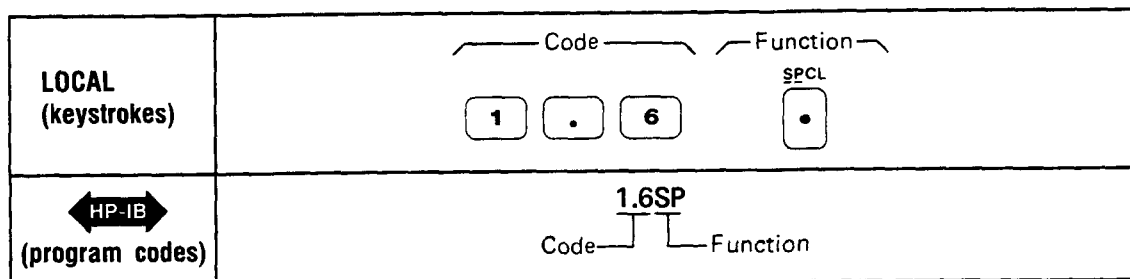 Code Function
SPCL
LOCAL
(keystrokes)
1 . 6 •
HP-IB
(program codes)
1.6SP
Code Function